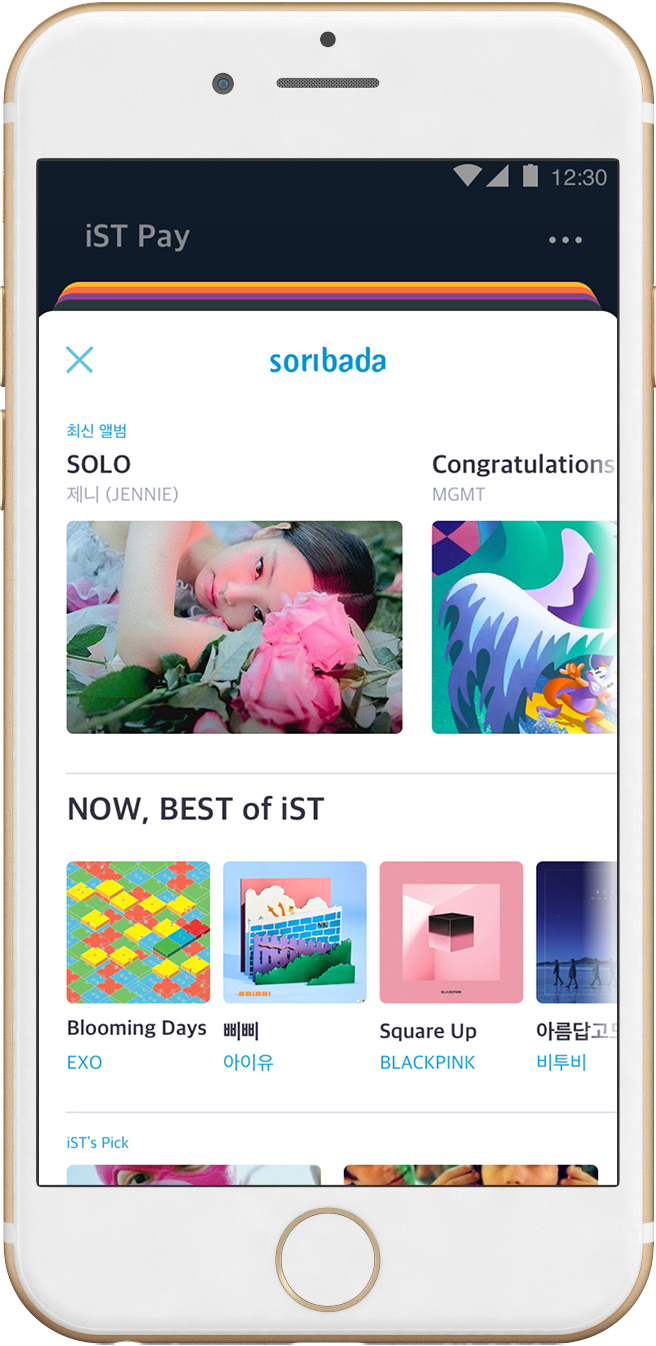 12:30
iST Pay
soribada
최신 앨범
SOLO
제니 (JENNIE)
Congratulations
MGMT
NOW, BEST of iST
Blooming Days
EXO
삐삐
아이유
BLACKPINK
Square Up
BLACKPINK
아름답고
비투비
iST's Pick